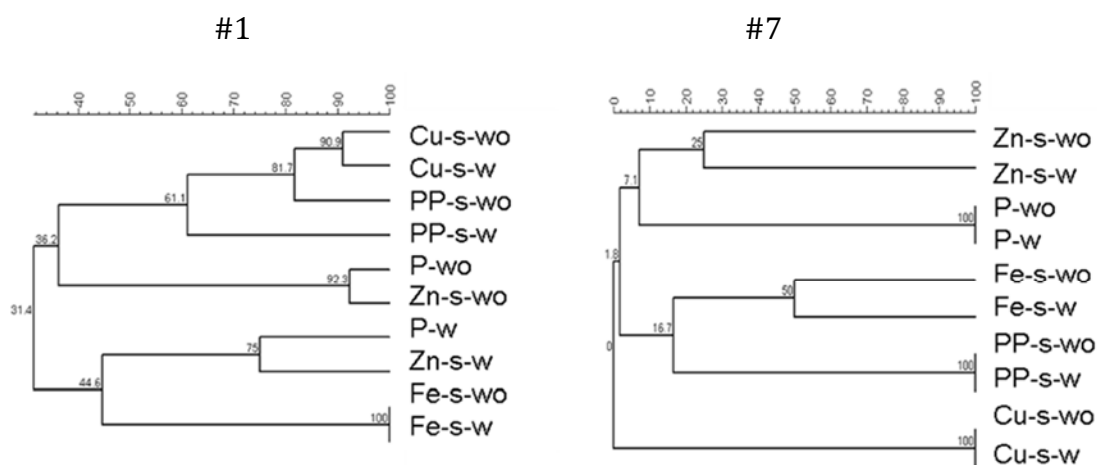 #1
40 50 60 70 80 90 100
90.9
Cu-s-wo
Cu-s-w
81.7
PP-s-wo
61.1
PP-s-w
36.2
P-wo
92.3
Zn-s-wo
31.4
P-w
75
Zn-s-w
44.6
Fe-s-wo
100
Fe-s-w
#7
0 10 20 30 40 50 60 70 80 90 100
25
Zn-s-wo
Zn-s-w
7.1
P-wo
100
P-w
1.8
Fe-s-wo
50
Fe-s-w
16.7
PP-s-wo
0
100
PP-s-w
Cu-s-wo
100
Cu-s-w